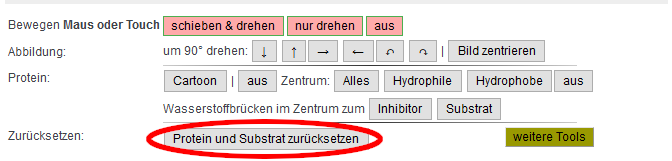 Bewegen Maus oder Touch schieben & drehen nur drehen aus
Abbildung: um 90° drehen: ↓ ↑ → ← ↶ ↷ | Bild zentrieren
Protein: Cartoon | aus Zentrum: Alles Hydrophile Hydrophobe aus
Wasserstoffbrücken im Zentrum zum Inhibitor Substrat
Zurücksetzen: Protein und Substrat zurücksetzen weitere Tools